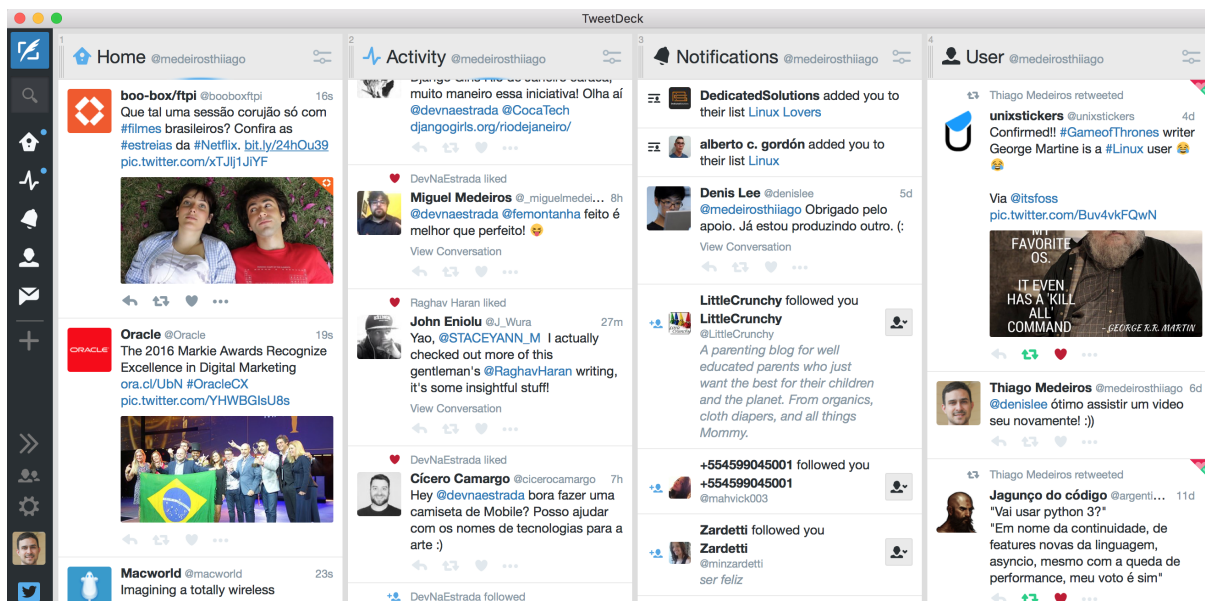 TweetDeck
1
Home @medeirosthiiago
boo-box/ftpi @booboxftpi 16s
Que tal uma sessão corujão só com
#filmes brasileiros? Confira as
#estreias da #Netflix. bit.ly/24hOu39
pic.twitter.com/xTJlj1JiYF
Oracle @Oracle 19s
ORACLE
The 2016 Markie Awards Recognize
Excellence in Digital Marketing
ora.cl/UbN #OracleCX
pic.twitter.com/YHWBGIsU8s
Macworld @macworld 23s
Imagining a totally wireless
2
Activity @medeirosthiiago
Django Girls Rio de Janeiro
muito maneiro essa iniciativa! Olha aí
@devnaestrada @CocaTech
djangogirls.org/riodejaneiro/
DevNaEstrada liked
Miguel Medeiros @_miguelmedei... 8h
@devnaestrada @femontanha feito é
melhor que perfeito! 😝
View Conversation
Raghav Haran liked
John Eniolu @J_Wura 27m
Yao, @STACEYANN_M I actually
checked out more of this
gentleman's @RaghavHaran writing,
it's some insightful stuff!
View Conversation
DevNaEstrada liked
Cícero Camargo @cicerocamargo 7h
Hey @devnaestrada bora fazer uma
camiseta de Mobile? Posso ajudar
com os nomes de tecnologias para a
arte :)
DevNaEstrada followed
3
Notifications @medeirosthiiago
DedicatedSolutions added you to
their list Linux Lovers
alberto c. gordón added you to
their list Linux
Denis Lee @denislee 5d
@medeirosthiiago Obrigado pelo
apoio. Já estou produzindo outro. (:
View Conversation
LittleCrunchy followed you
LittleCrunchy
@LittleCrunchy
A parenting blog for well
educated parents who just
want the best for their children
and the planet. From organics,
cloth diapers, and all things
Mommy.
+554599045001 followed you
+554599045001
@mahvick003
Zardetti followed you
Zardetti
@minzardetti
ser feliz
4
User @medeirosthiiago
Thiago Medeiros retweeted
unixstickers @unixstickers 4d
Confirmed!! #GameofThrones writer
George Martine is a #Linux user 😂
😂
Via @itsfoss
pic.twitter.com/Buv4vkFQwN
MY
FAVORITE
OS.
IT EVEN
HAS A 'KILL
ALL'
COMMAND
- GEORGE R.R. MARTIN
Thiago Medeiros @medeirosthiiago 6d
@denislee ótimo assistir um video
seu novamente! :))
Thiago Medeiros retweeted
Jagunço do código @argenti... 11d
"Vai usar python 3?"
"Em nome da continuidade, de
features novas da linguagem,
asyncio, mesmo com a queda de
performance, meu voto é sim"